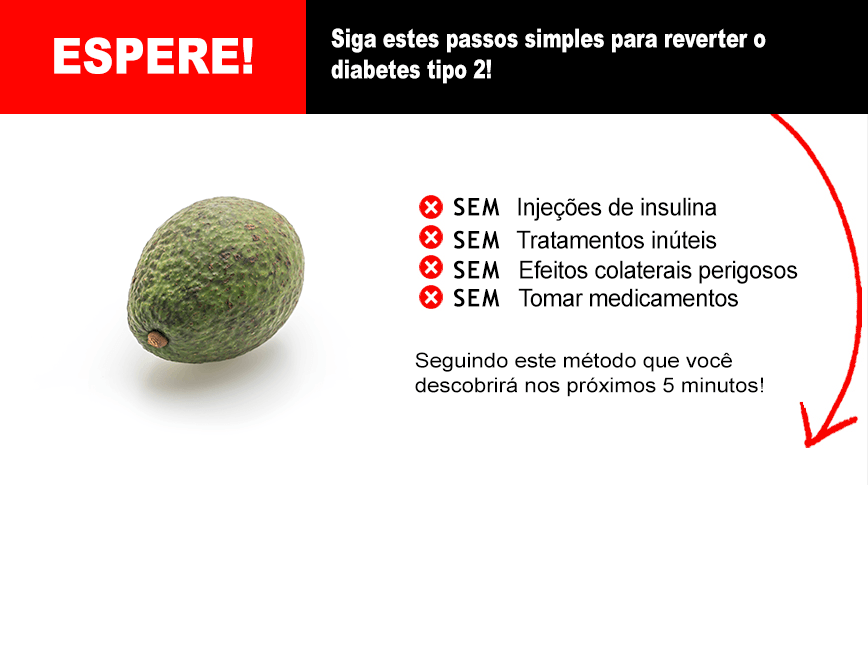 ESPERE!
Siga estes passos simples para reverter o
diabetes tipo 2!
SEM Injeções de insulina
SEM Tratamentos inúteis
SEM Efeitos colaterais perigosos
SEM Tomar medicamentos
Seguindo este método que você
descobrirá nos próximos 5 minutos!